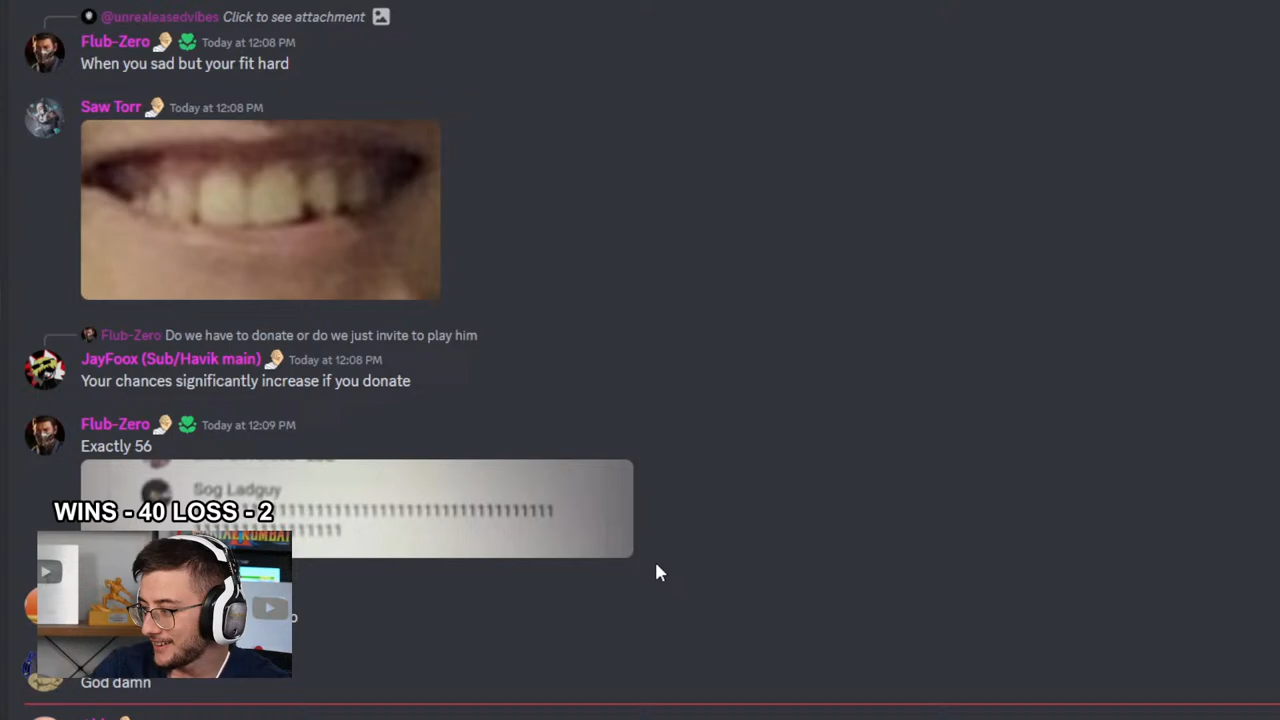 @unrealeasedvibes Click to see attachment
Flub-Zero Today at 12:08 PM
When you sad but your fit hard
Saw Torr Today at 12:08 PM
Flub-Zero Do we have to donate or do we just invite to play him
JayFoox (Sub/Havik main) Today at 12:08 PM
Your chances significantly increase if you donate
Flub-Zero Today at 12:09 PM
Exactly 56
Sog Ladguy
WINS - 40 LOSS - 2
God damn